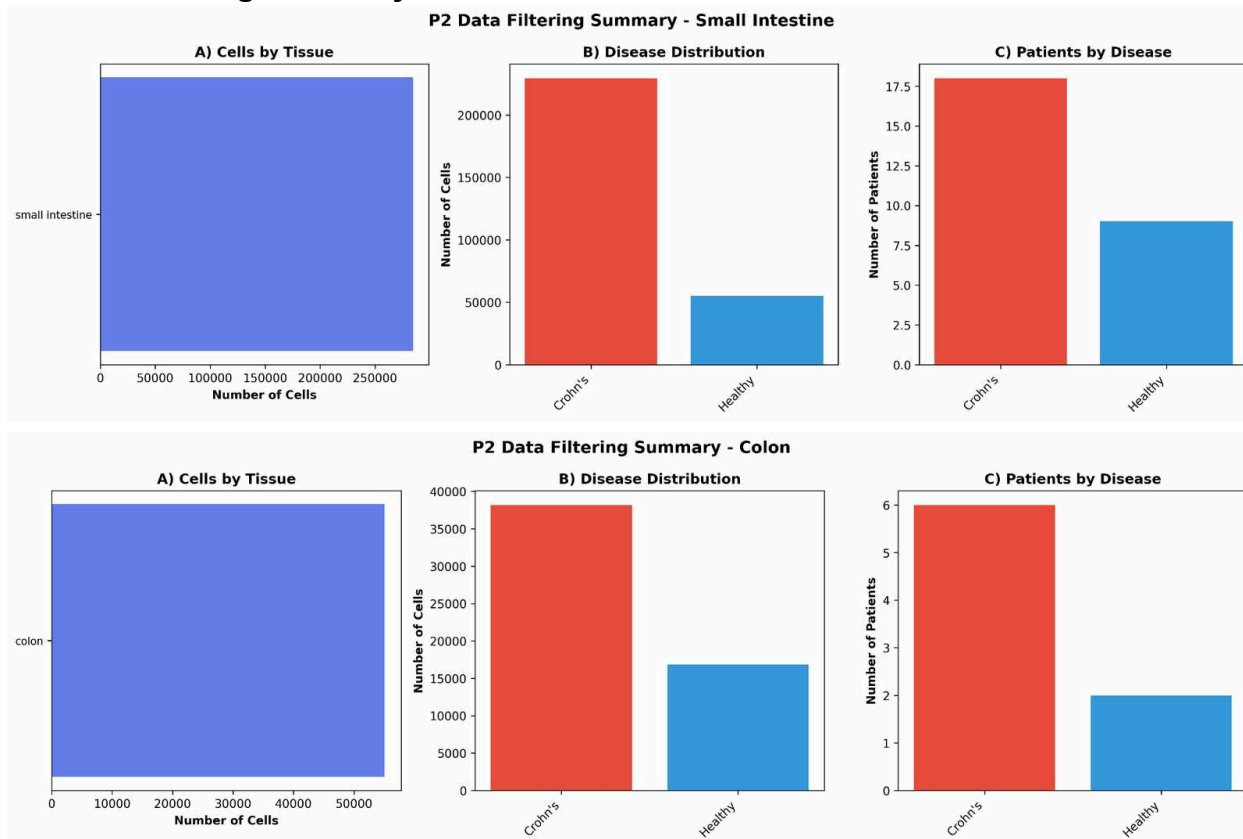 P2 Data Filtering Summary - Small Intestine
A) Cells by Tissue
small intestine
0 50000 100000 150000 200000 250000
Number of Cells
B) Disease Distribution
Number of Cells
200000
150000
100000
50000
0
Crohn's
Healthy
C) Patients by Disease
Number of Patients
17.5
15.0
12.5
10.0
7.5
5.0
2.5
0.0
Crohn's
Healthy
P2 Data Filtering Summary - Colon
A) Cells by Tissue
colon
0 10000 20000 30000 40000 50000
Number of Cells
B) Disease Distribution
Number of Cells
40000
35000
30000
25000
20000
15000
10000
5000
0
Crohn's
Healthy
C) Patients by Disease
Number of Patients
6
5
4
3
2
1
0
Crohn's
Healthy